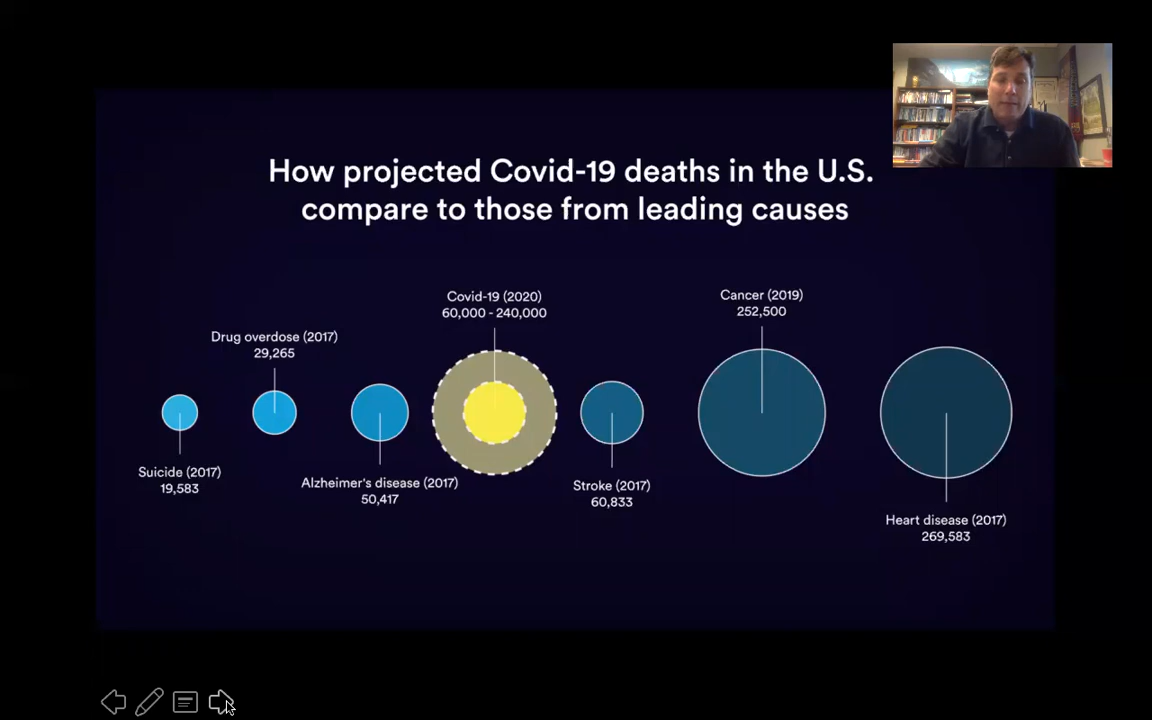 How projected Covid-19 deaths in the U.S.
compare to those from leading causes
Suicide (2017)
19,583
Drug overdose (2017)
29,265
Alzheimer's disease (2017)
50,417
Covid-19 (2020)
60,000 - 240,000
Stroke (2017)
60,833
Cancer (2019)
252,500
Heart disease (2017)
269,583